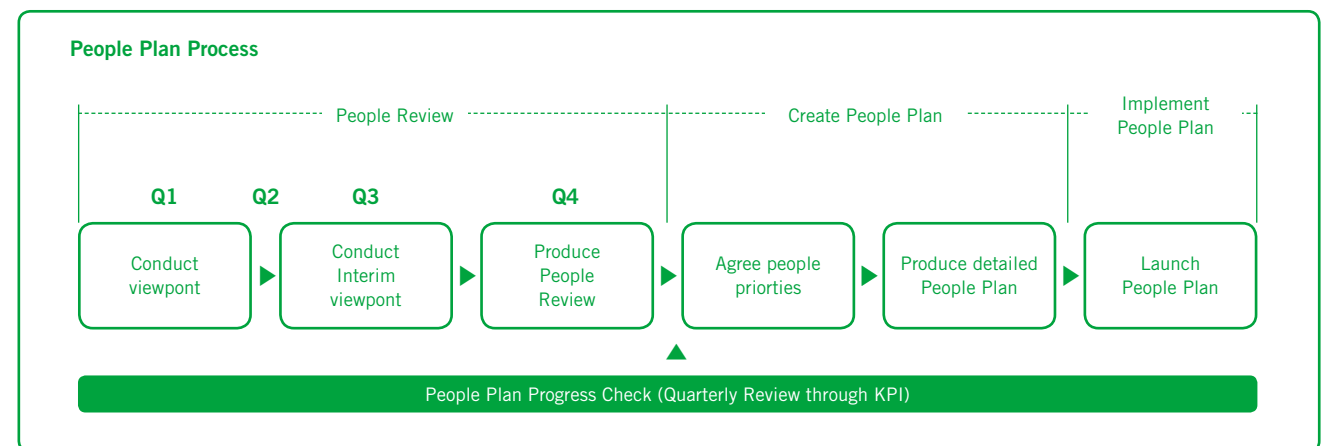 People Plan Process
People Review
Create People Plan
Implement
People Plan
Q1
Q2
Q3
Q4
Conduct
viewpont
Conduct
Interim
viewpont
Produce
People
Review
Agree people
priorties
Produce detailed
People Plan
Launch
People Plan
People Plan Progress Check (Quarterly Review through KPI)